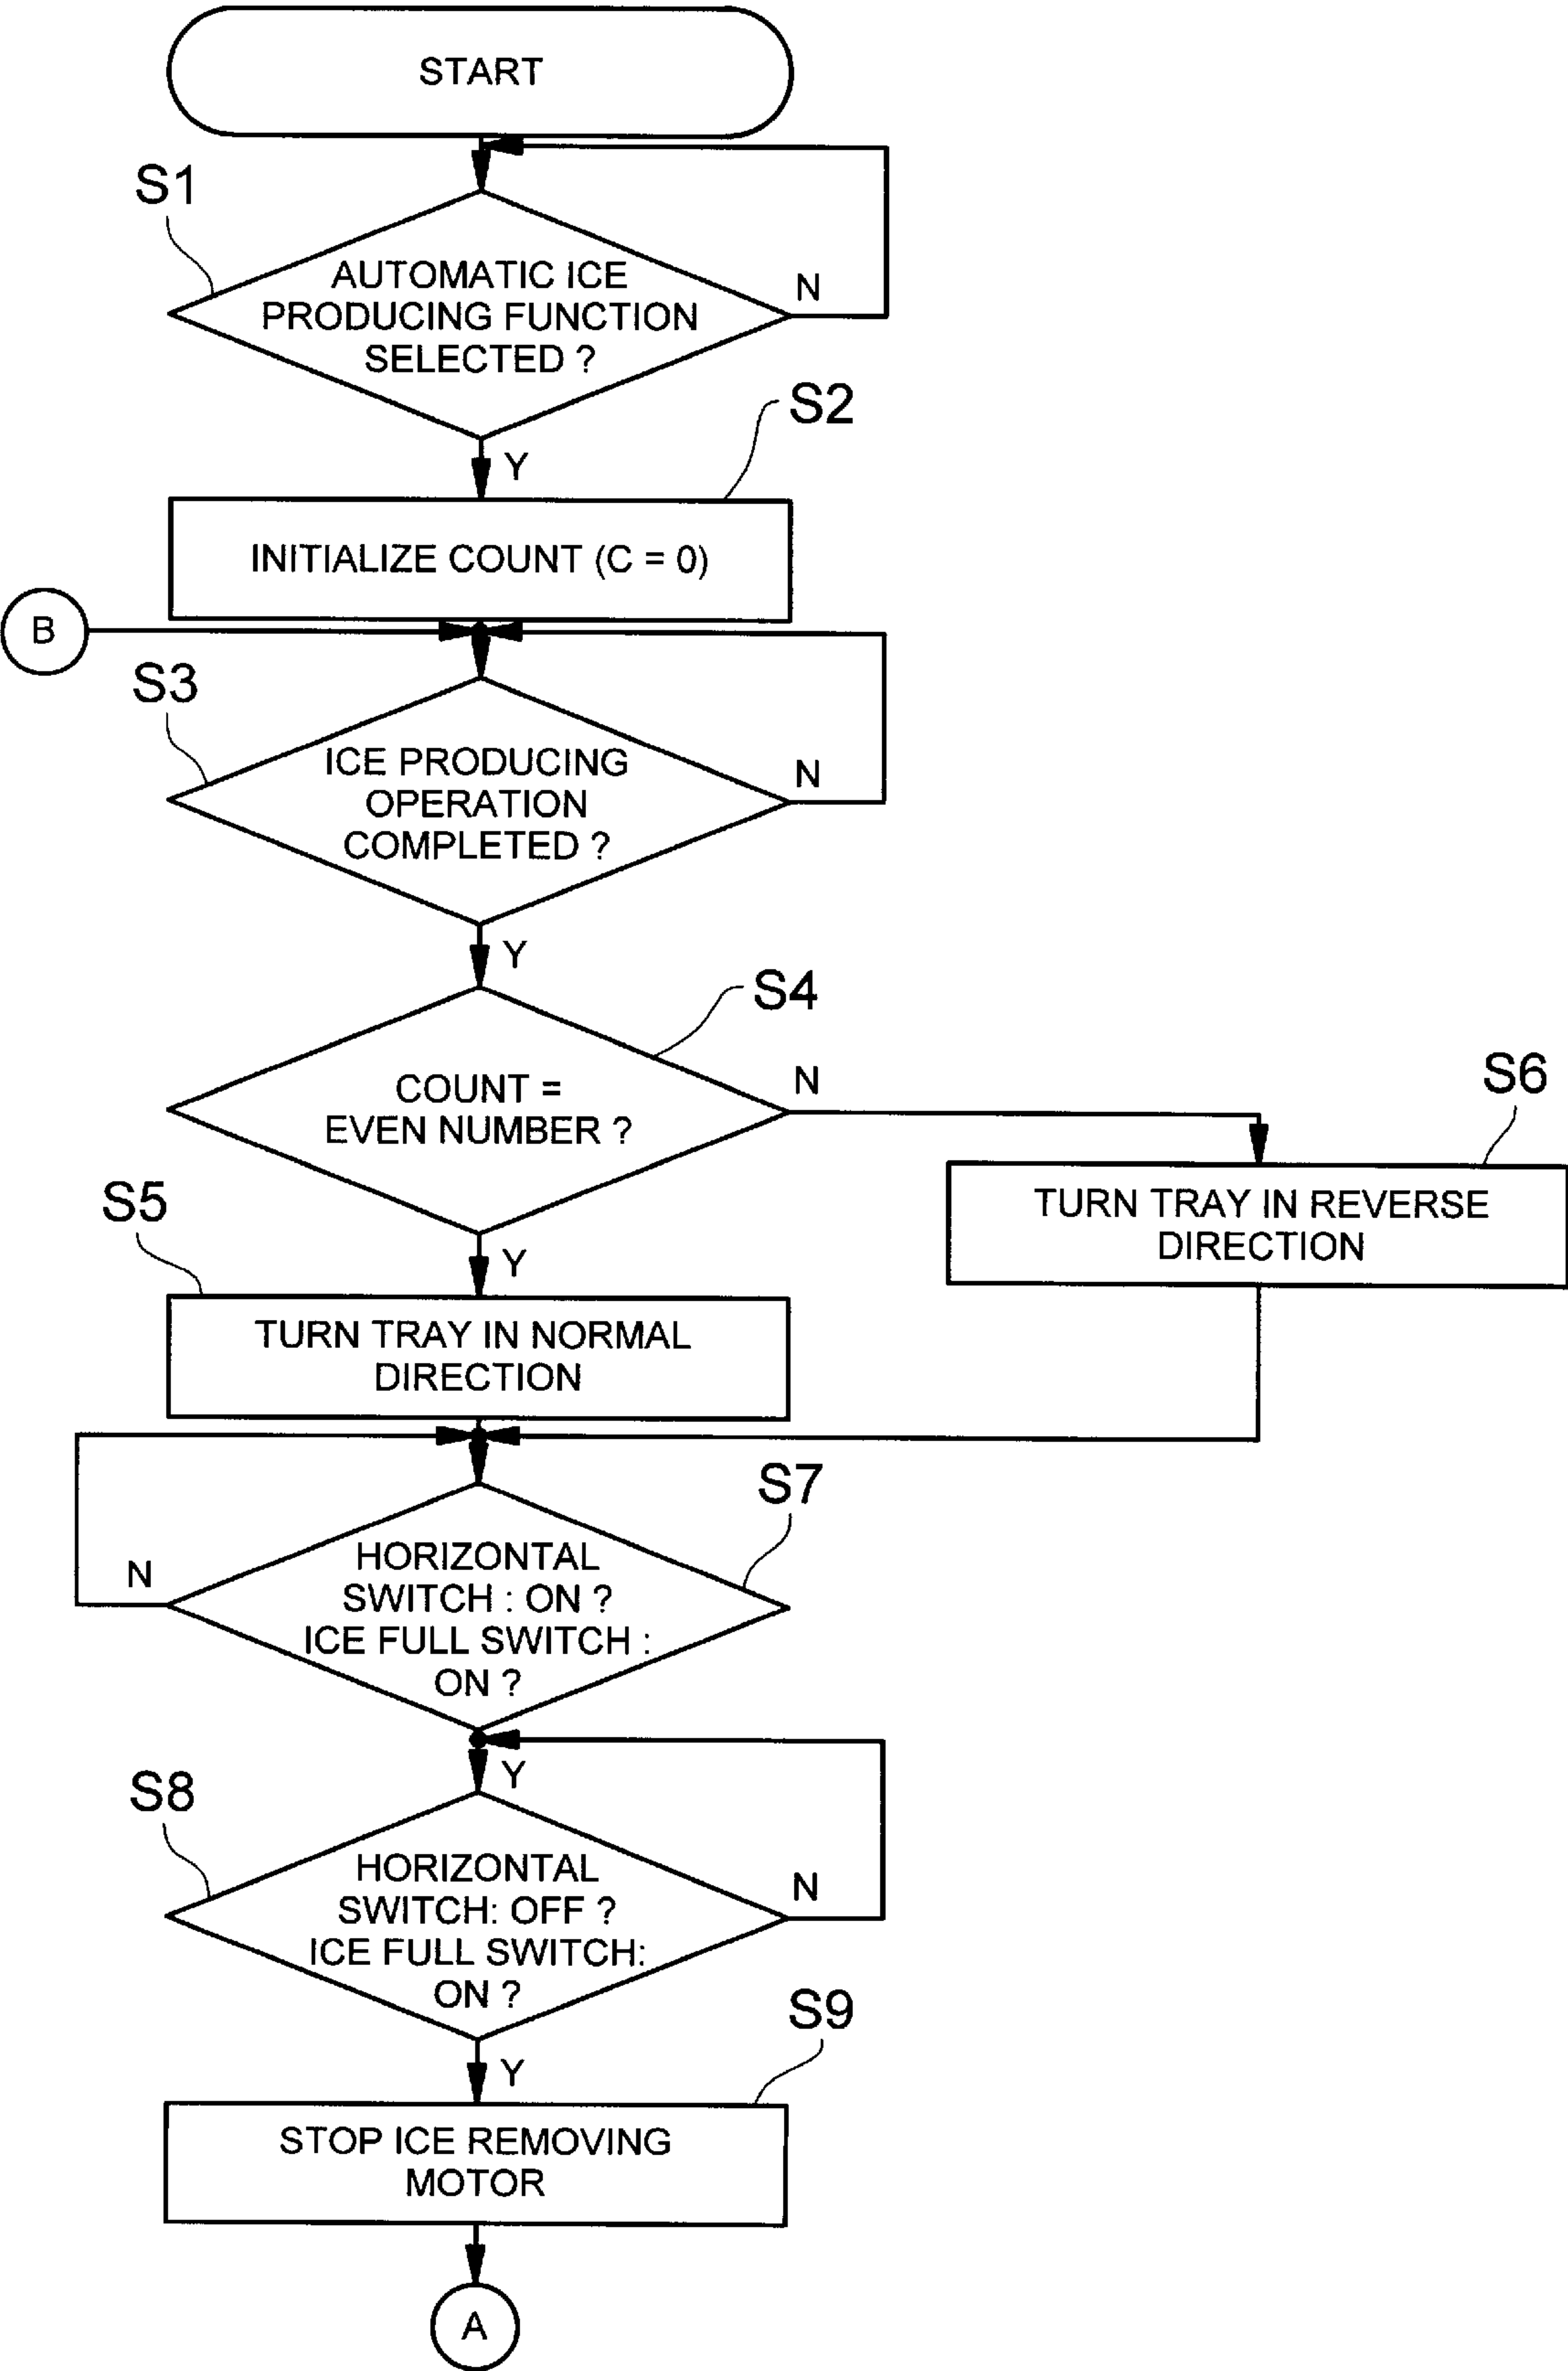 START
S1
AUTOMATIC ICE
PRODUCING FUNCTION
SELECTED ?
N
S2
Y
INITIALIZE COUNT (C = 0)
B
S3
ICE PRODUCING
OPERATION
COMPLETED ?
N
Y
S4
COUNT =
EVEN NUMBER ?
N
S6
TURN TRAY IN REVERSE
DIRECTION
S5
Y
TURN TRAY IN NORMAL
DIRECTION
S7
HORIZONTAL
SWITCH : ON ?
ICE FULL SWITCH :
ON ?
N
Y
S8
HORIZONTAL
SWITCH: OFF ?
ICE FULL SWITCH:
ON ?
N
S9
Y
STOP ICE REMOVING
MOTOR
A